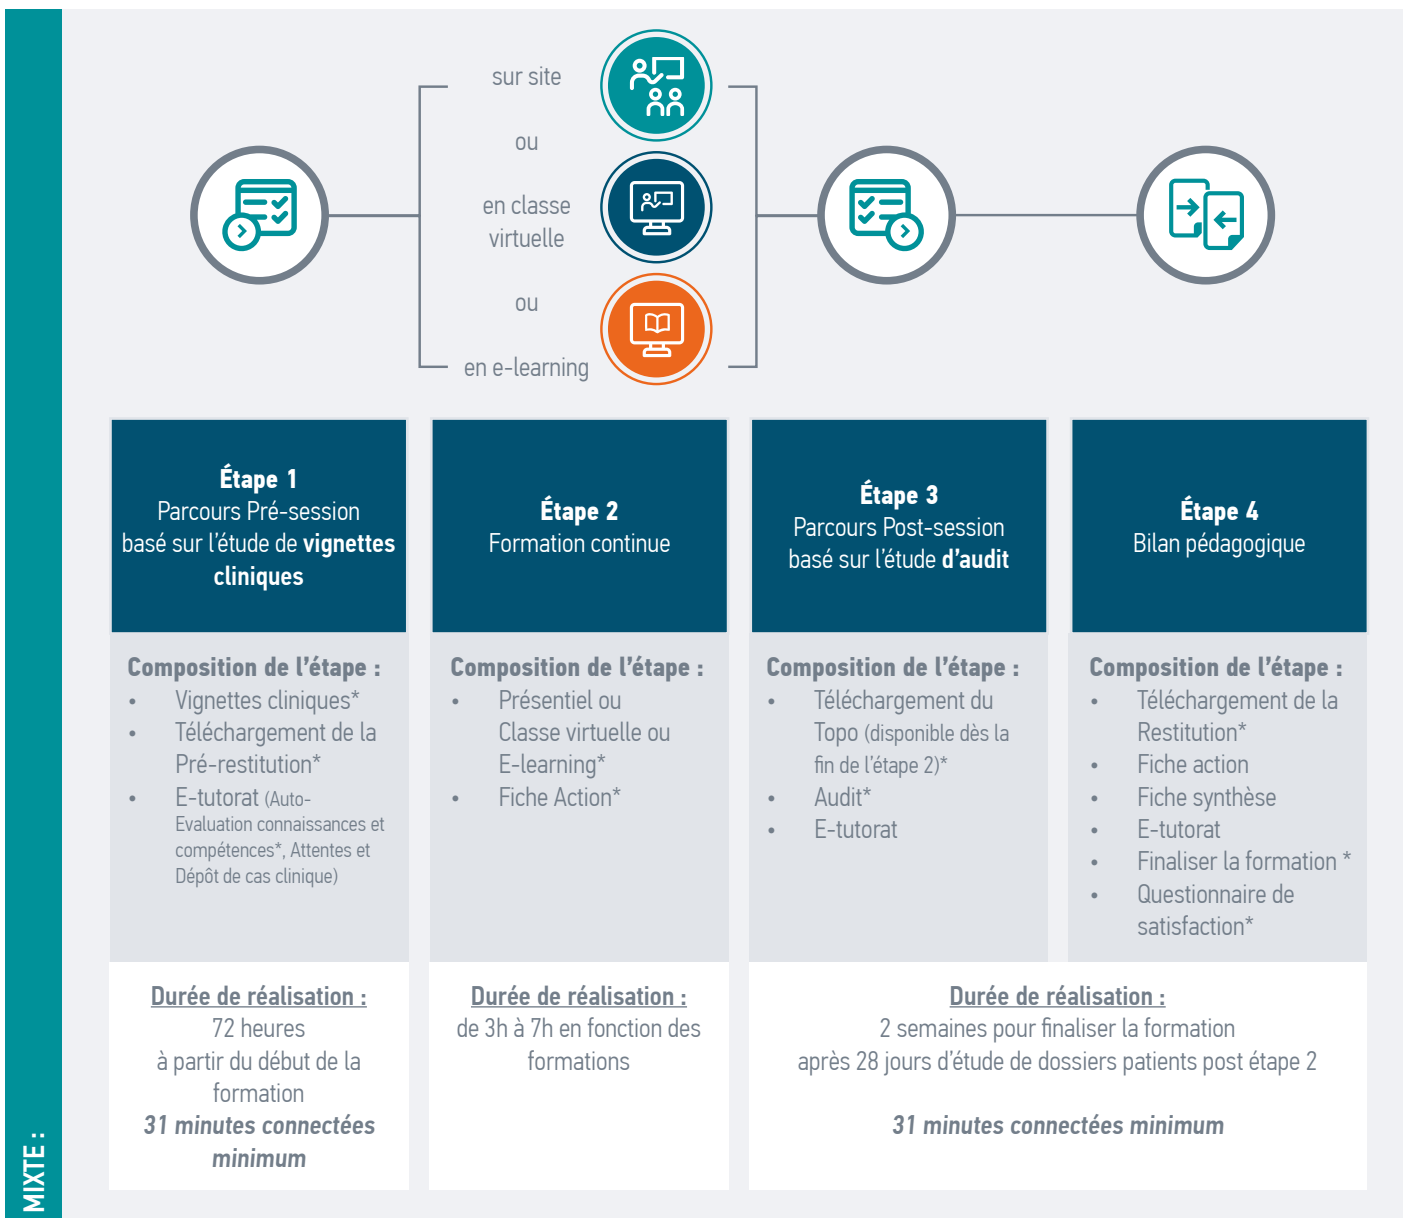 sur site
ou
en classe
virtuelle
ou
en e-learning
Étape 1
Parcours Pré-session
basé sur l'étude de vignettes
cliniques
Étape 2
Formation continue
Étape 3
Parcours Post-session
basé sur l'étude d'audit
Étape 4
Bilan pédagogique
Composition de l'étape :
• Vignettes cliniques*
• Téléchargement de la
Pré-restitution*
• E-tutorat (Auto-
Evaluation connaissances et
compétences*, Attentes et
Dépôt de cas clinique)
Composition de l'étape :
• Présentiel ou
Classe virtuelle ou
E-learning*
• Fiche Action*
Composition de l'étape :
• Téléchargement du
Topo (disponible dès la
fin de l'étape 2)*
• Audit*
• E-tutorat
Composition de l'étape :
• Téléchargement de la
Restitution*
• Fiche action
• Fiche synthèse
• E-tutorat
• Finaliser la formation *
• Questionnaire de
satisfaction*
Durée de réalisation :
72 heures
à partir du début de la
formation
31 minutes connectées
minimum
Durée de réalisation :
de 3h à 7h en fonction des
formations
Durée de réalisation :
2 semaines pour finaliser la formation
après 28 jours d'étude de dossiers patients post étape 2
31 minutes connectées minimum
MIXTE :